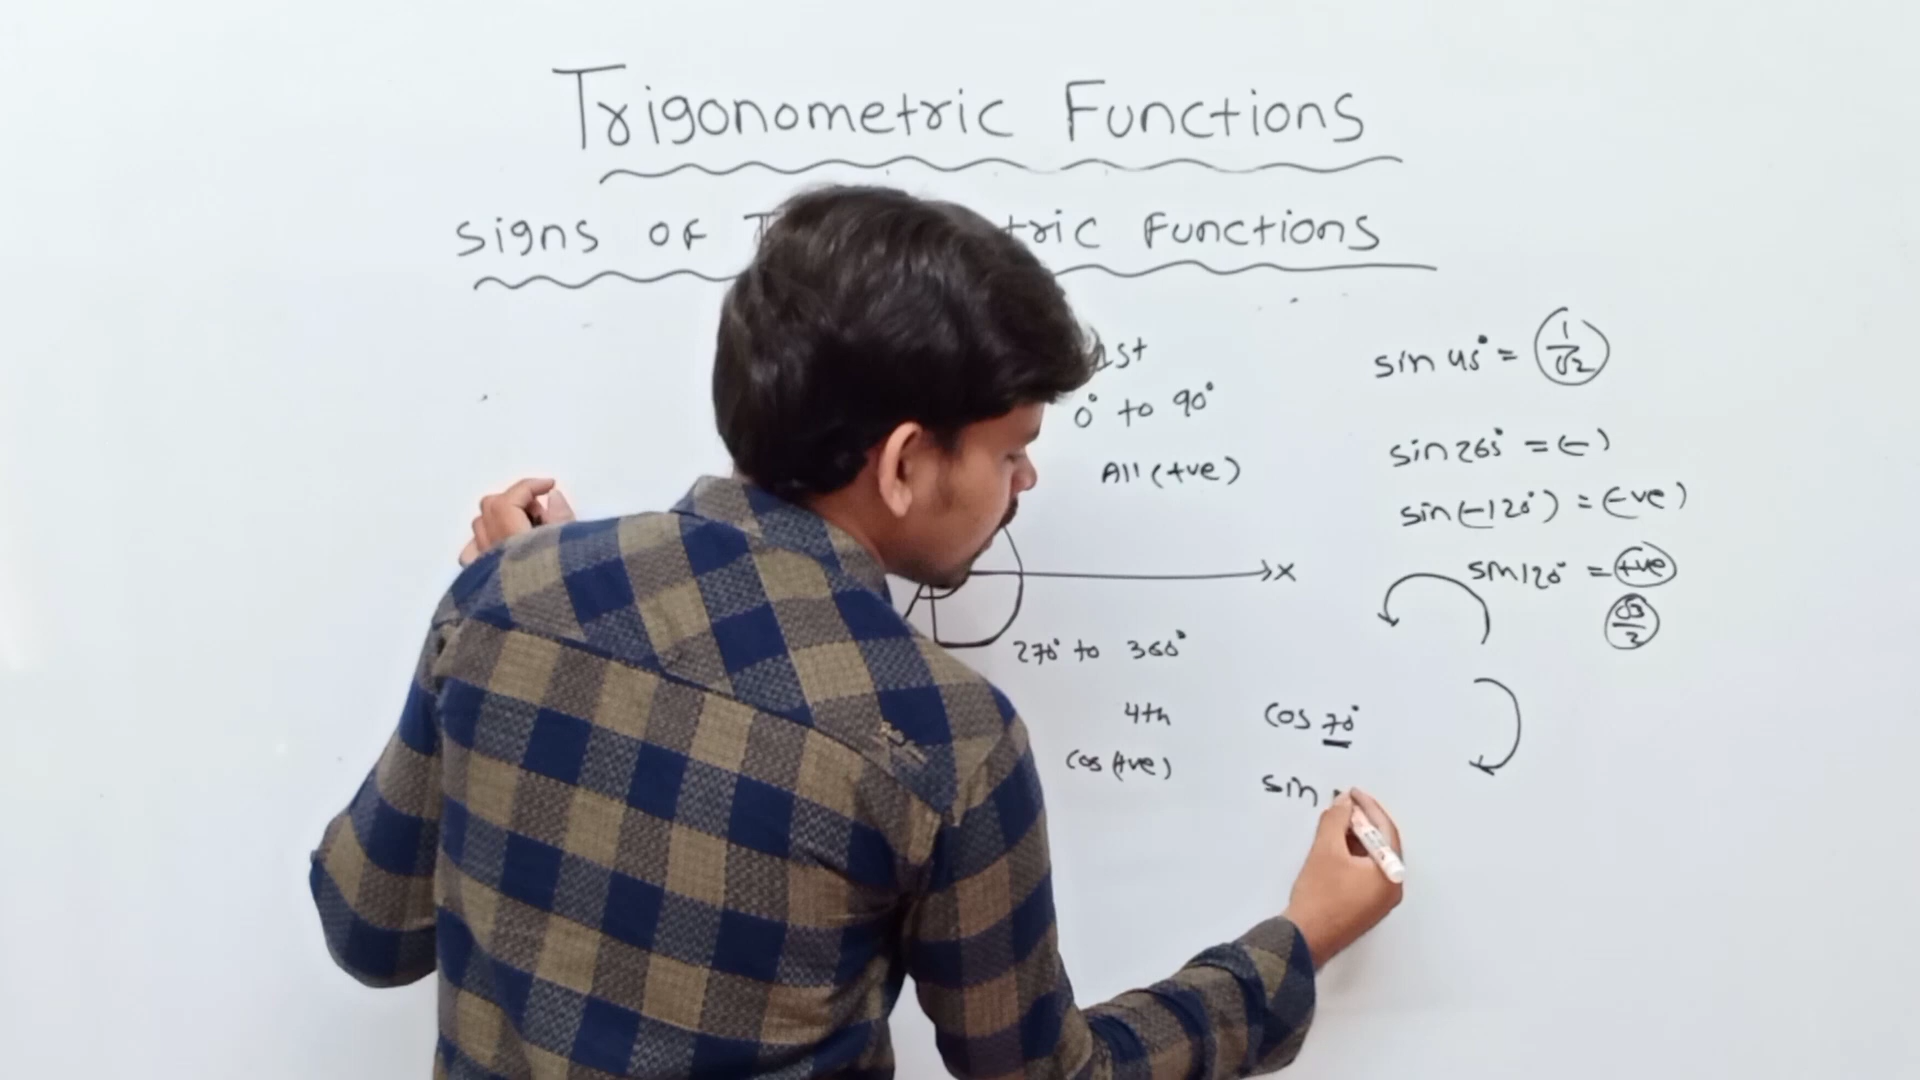 Trigonometric Functions
signs of T tric Functions
1st
0° to 90°
All (+ve)
x
270° to 360°
4th
cos (+ve)
sin 45° = 1/√2
sin 265° = (-)
sin(-120°) = (-ve)
sin 120° = +ve
√3/2
cos 70°
sin